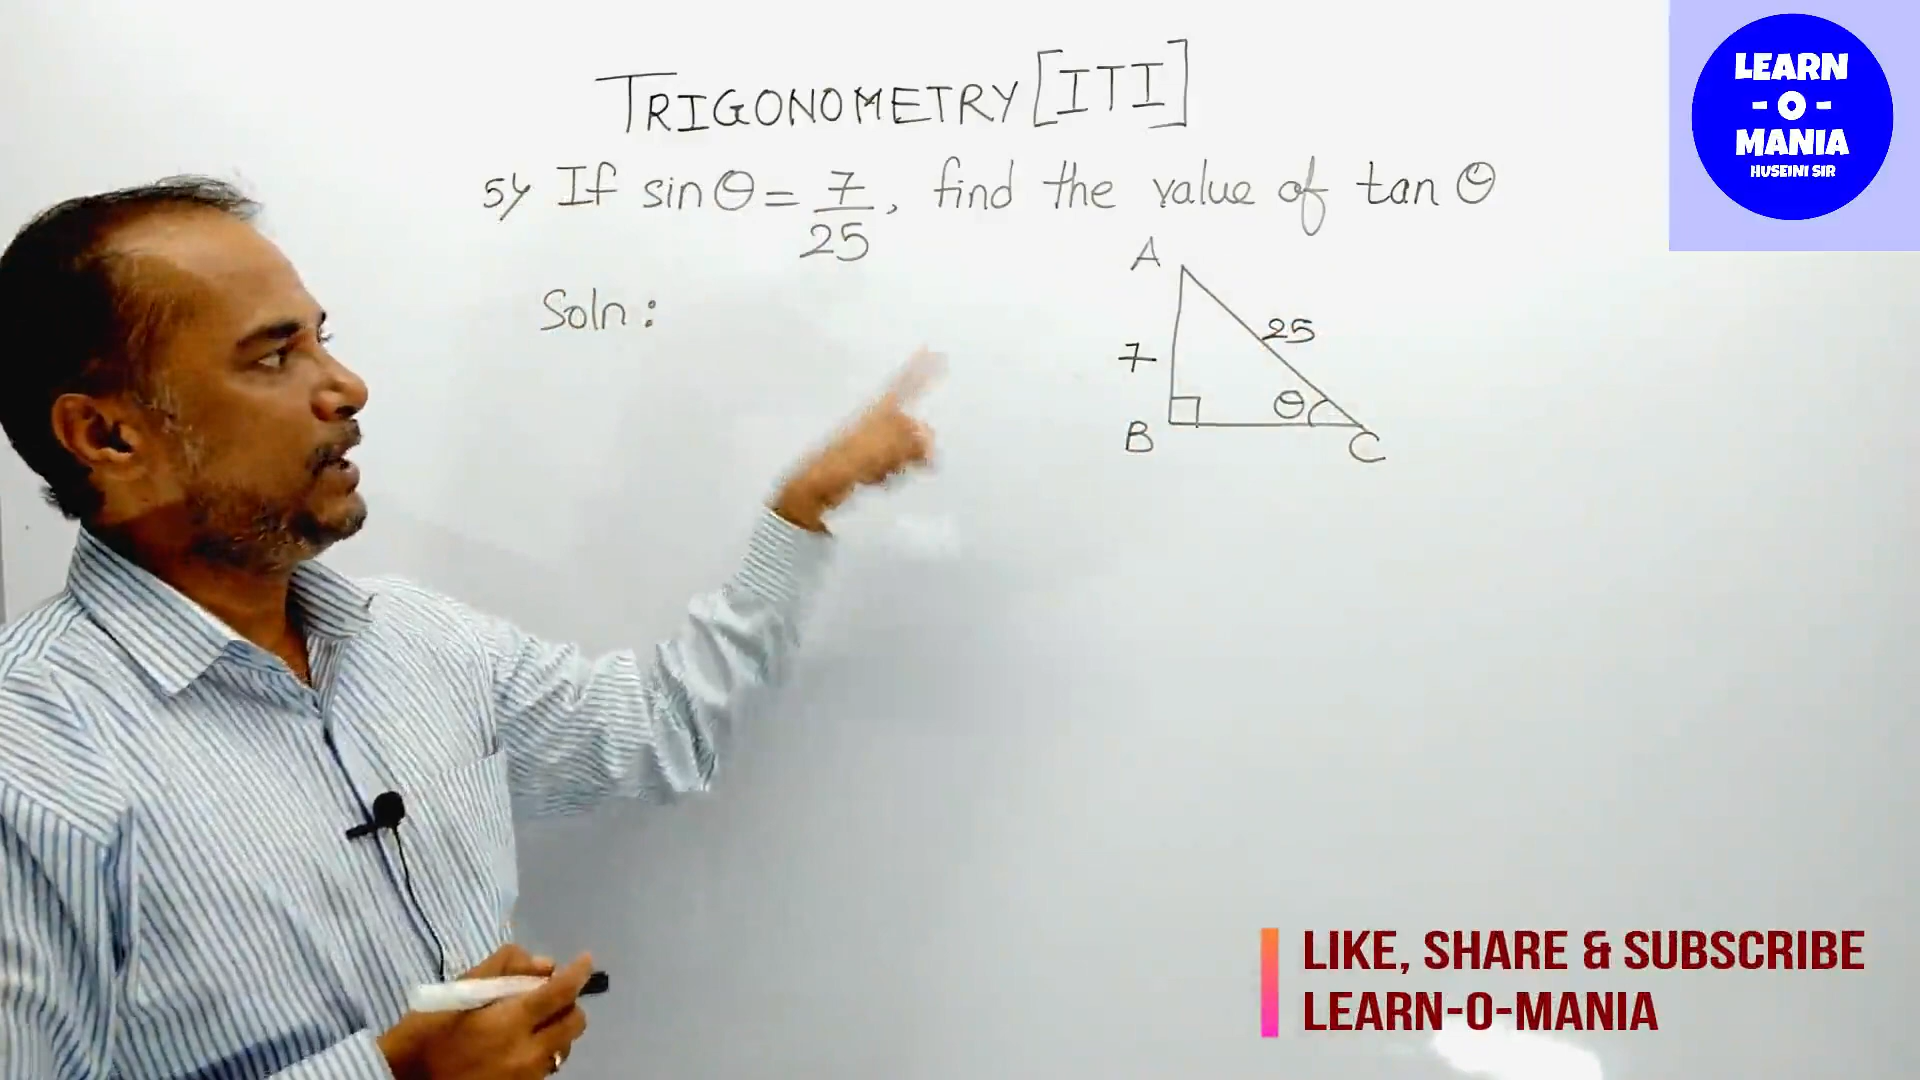 TRIGONOMETRY [ITI]
5) If sin θ = 7/25, find the value of tan θ
Soln :
A
25
7
θ
B
C
LEARN
- O -
MANIA
HUSEINI SIR
LIKE, SHARE & SUBSCRIBE
LEARN-O-MANIA